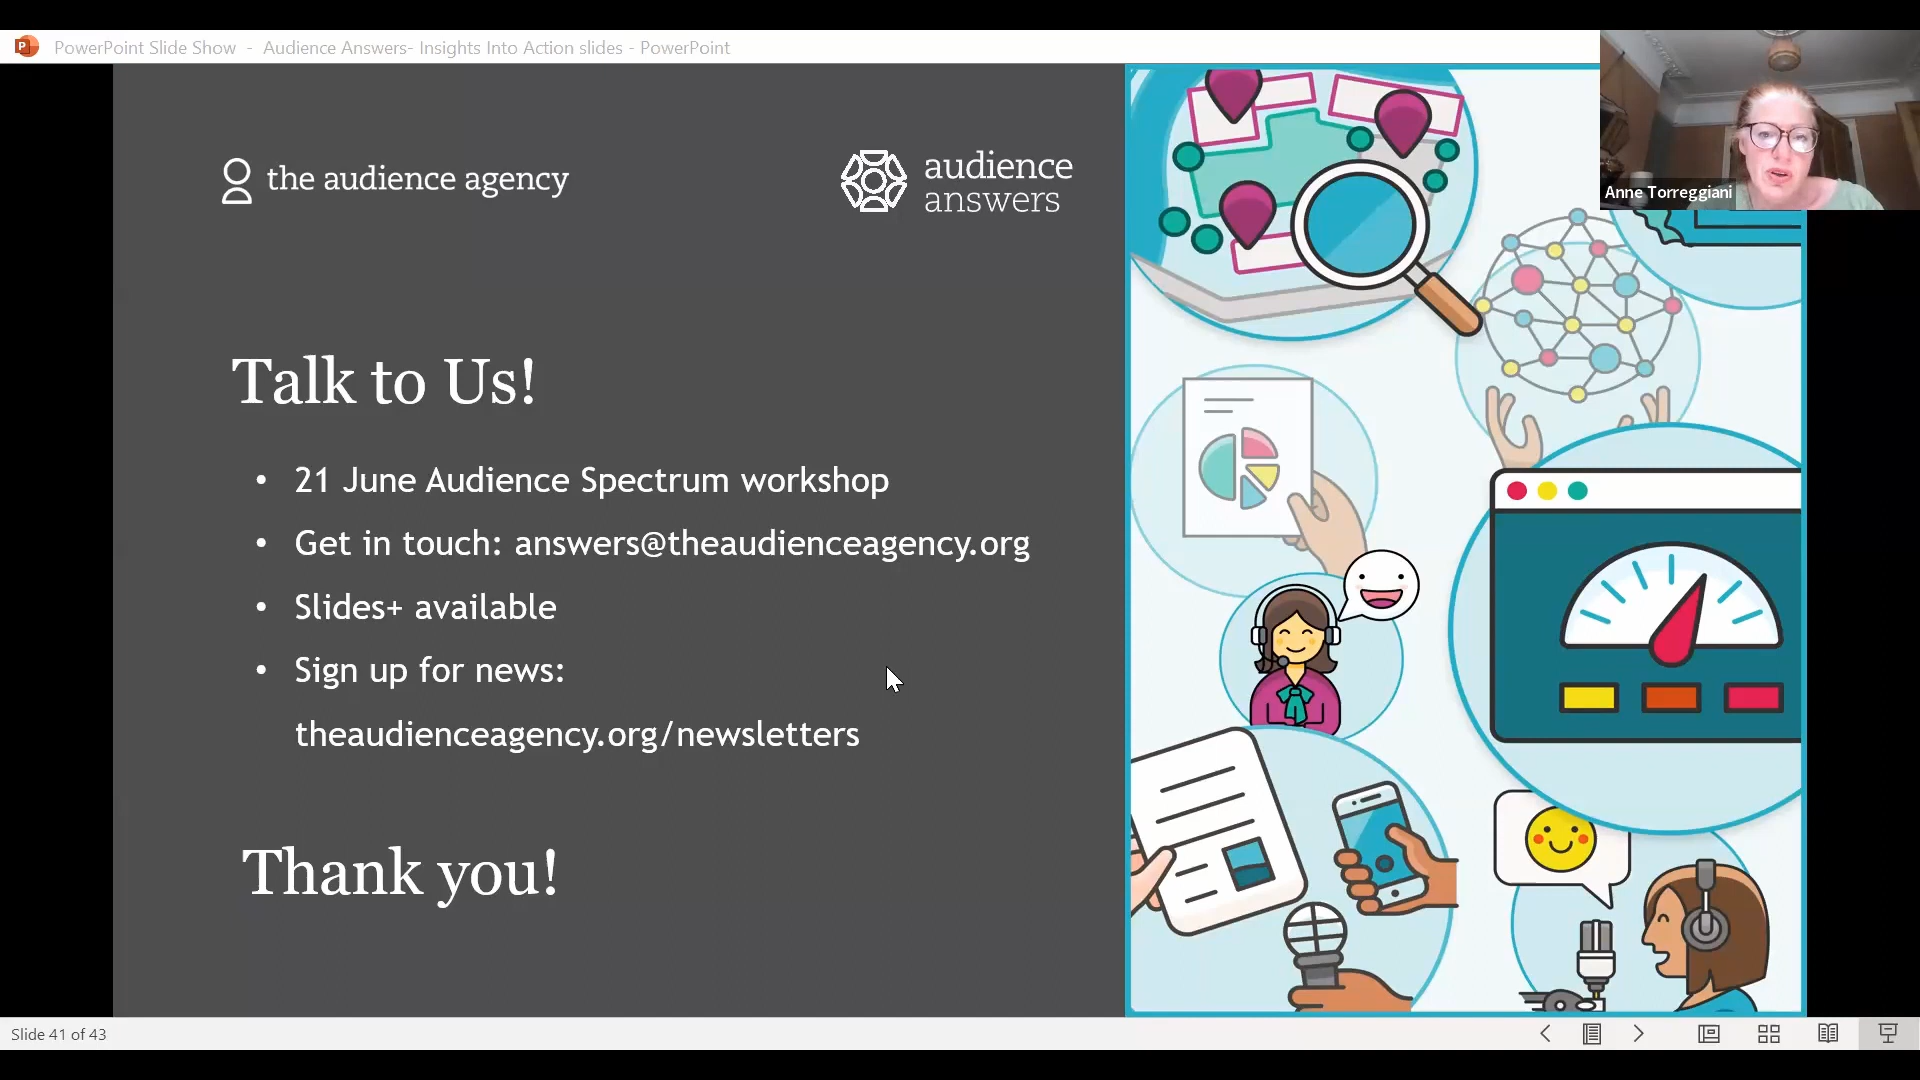 PowerPoint Slide Show - Audience Answers- Insights Into Action slides - PowerPoint
Anne Torreggiani
the audience agency
audience
answers
Talk to Us!
• 21 June Audience Spectrum workshop
• Get in touch: answers@theaudienceagency.org
• Slides+ available
• Sign up for news:
theaudienceagency.org/newsletters
Thank you!
Slide 41 of 43